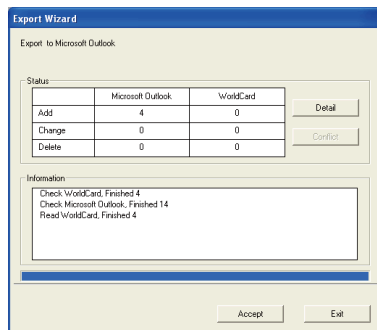 Export Wizard
Export to Microsoft Outlook
Status
Microsoft Outlook WorldCard
Add 4 0
Change 0 0
Delete 0 0
Detail
Conflict
Information
Check WorldCard, Finished 4
Check Microsoft Outlook, Finished 14
Read WorldCard, Finished 4
Accept Exit